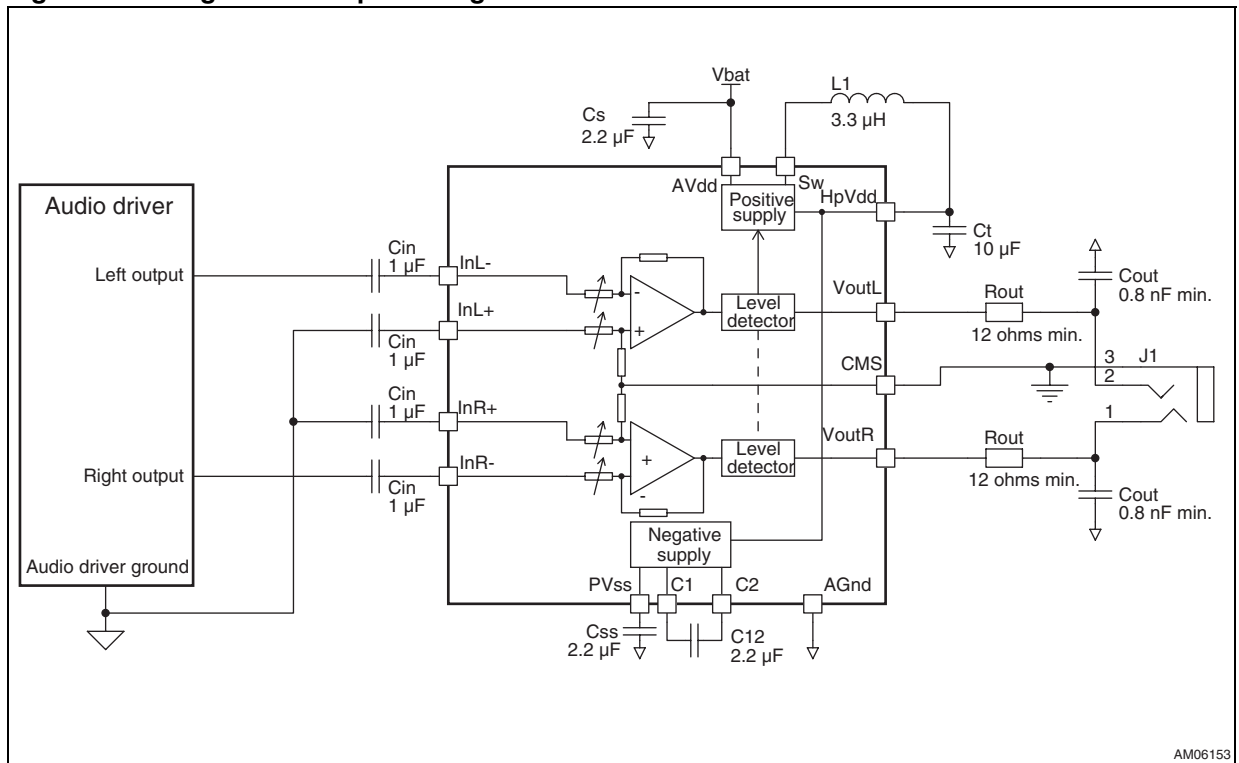 Vbat
L1
3.3 µH
Cs
2.2 µF
AVdd
Sw
HpVdd
Positive
supply
Ct
10 µF
Audio driver
Left output
Cin
1 µF
InL-
-
+
Level
detector
VoutL
Rout
12 ohms min.
Cout
0.8 nF min.
InL+
Cin
1 µF
CMS
3
J1
2
1
Cin
1 µF
InR+
+
-
Level
detector
VoutR
Rout
12 ohms min.
Cout
0.8 nF min.
Right output
Cin
1 µF
InR-
Negative
supply
Audio driver ground
PVss
C1
C2
AGnd
Css
2.2 µF
C12
2.2 µF
AM06153